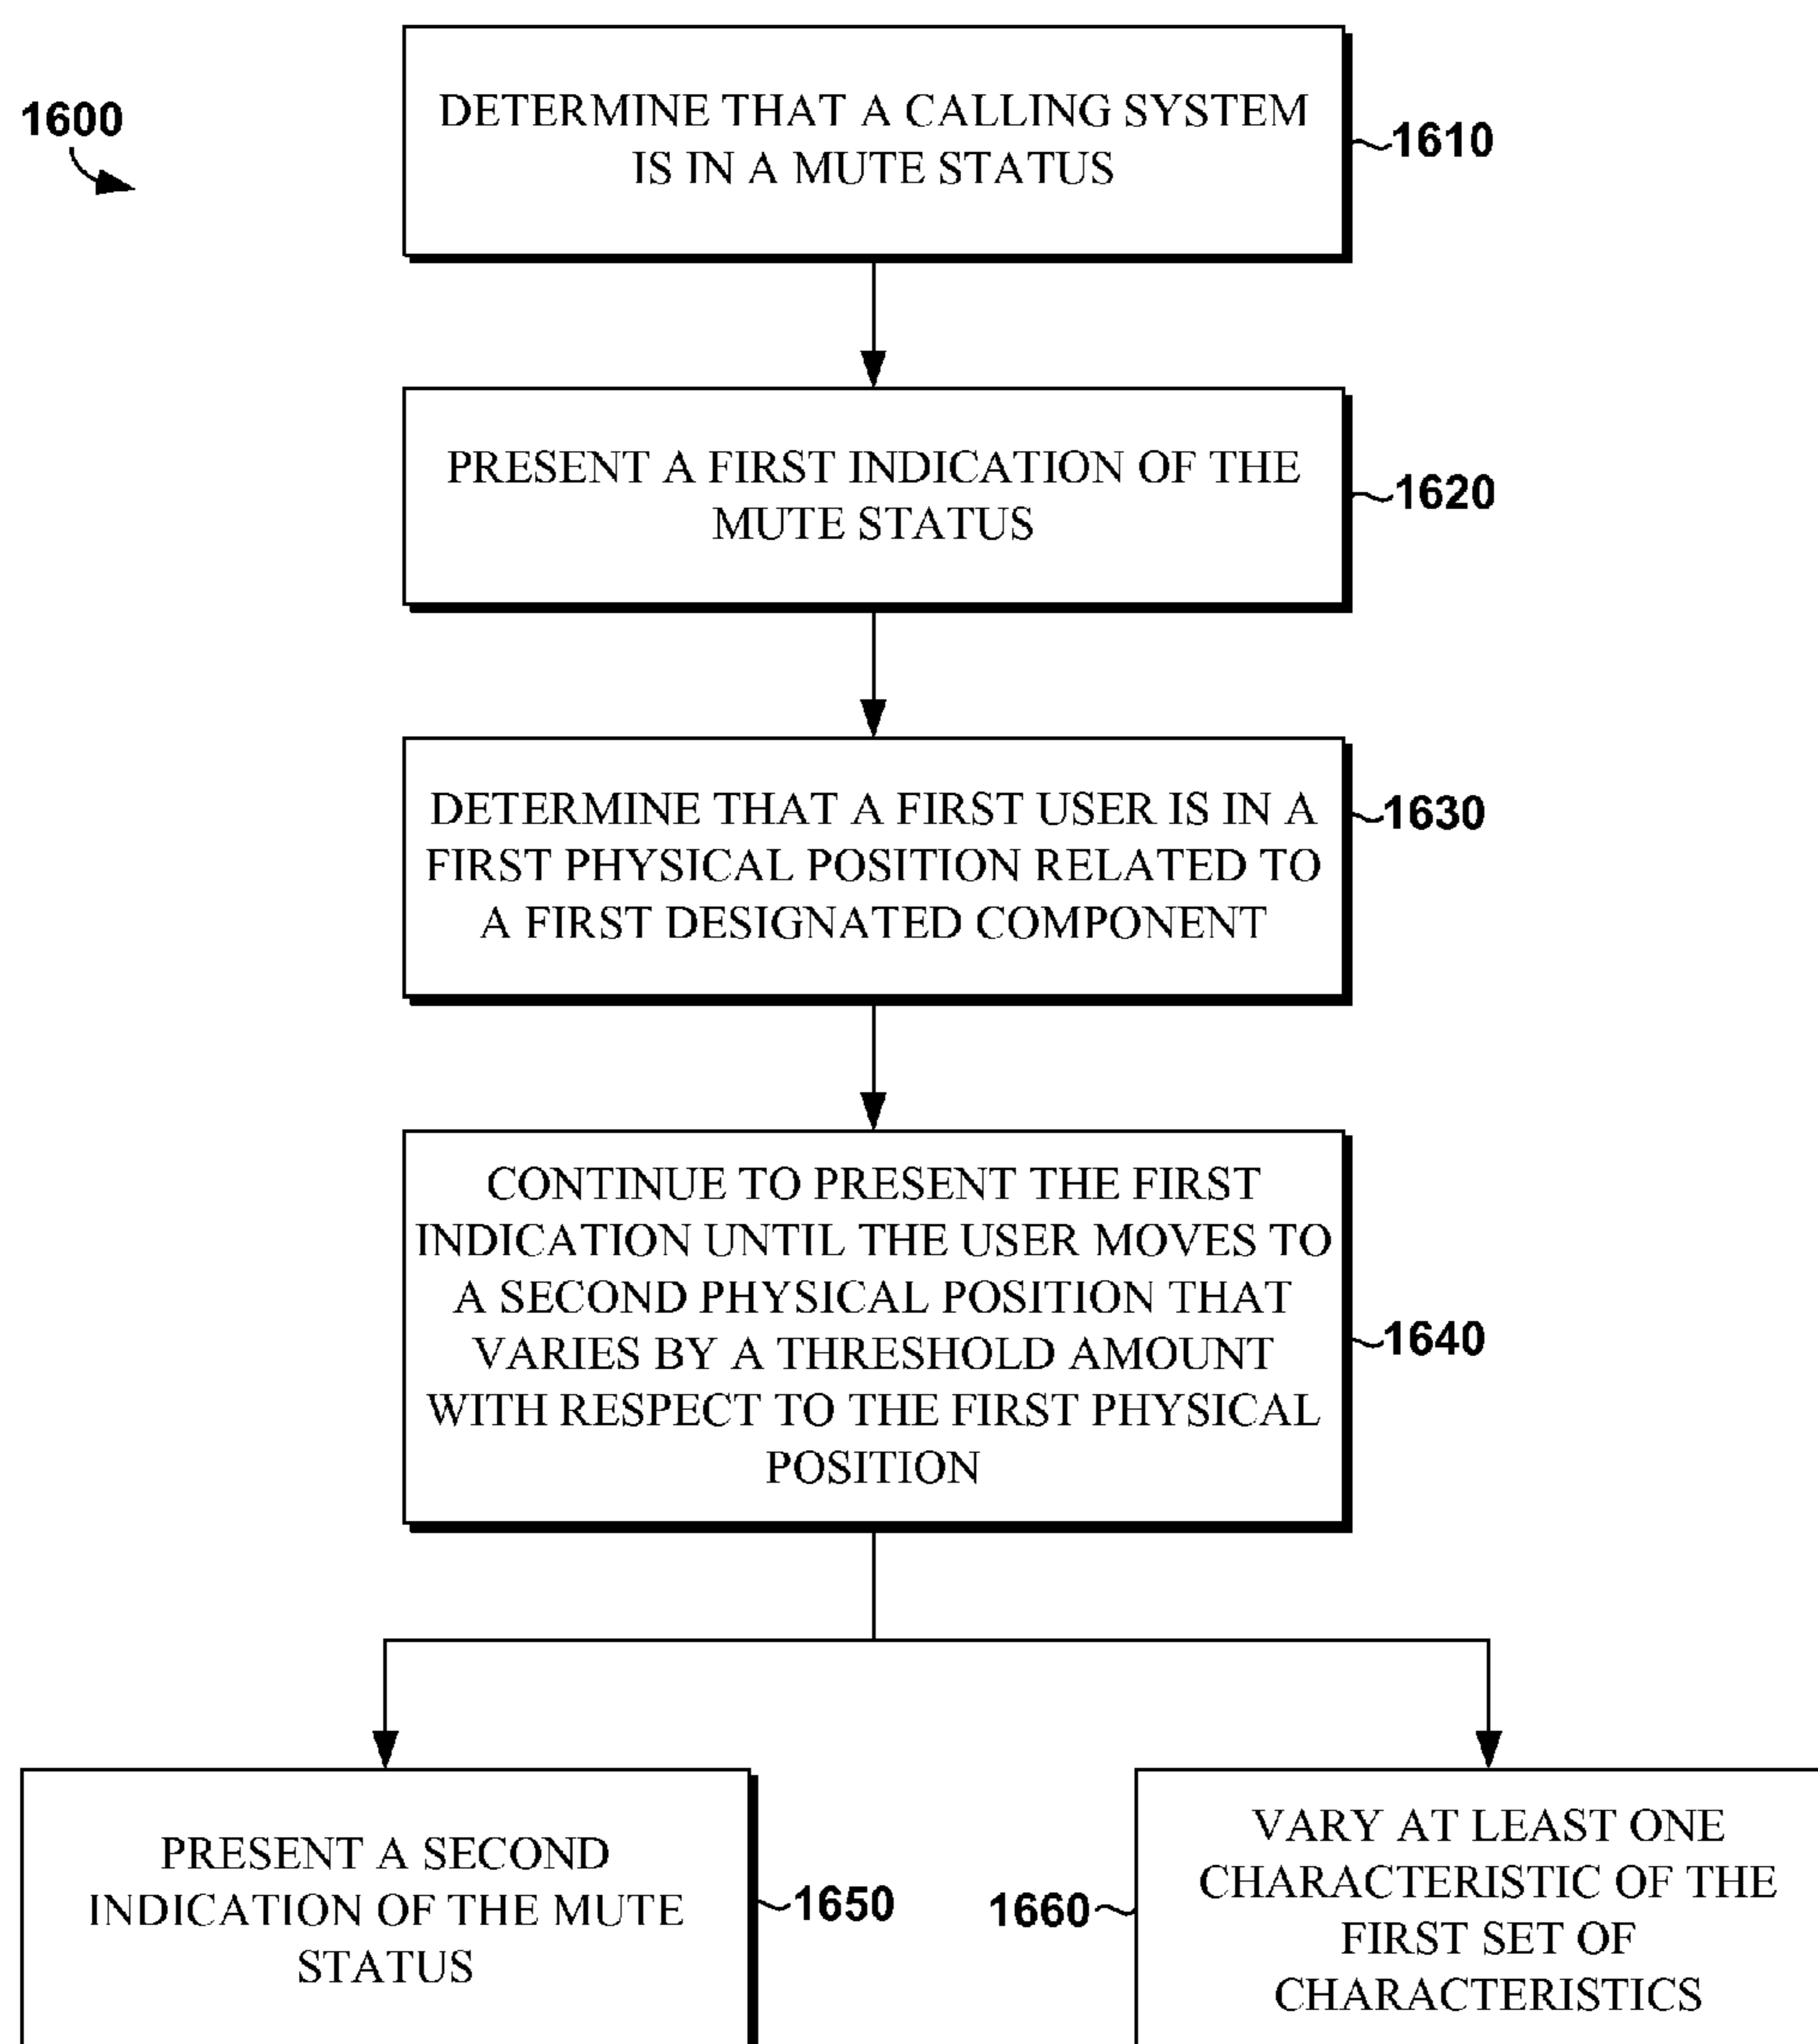 1600
DETERMINE THAT A CALLING SYSTEM
IS IN A MUTE STATUS
1610
PRESENT A FIRST INDICATION OF THE
MUTE STATUS
1620
DETERMINE THAT A FIRST USER IS IN A
FIRST PHYSICAL POSITION RELATED TO
A FIRST DESIGNATED COMPONENT
1630
CONTINUE TO PRESENT THE FIRST
INDICATION UNTIL THE USER MOVES TO
A SECOND PHYSICAL POSITION THAT
VARIES BY A THRESHOLD AMOUNT
WITH RESPECT TO THE FIRST PHYSICAL
POSITION
1640
PRESENT A SECOND
INDICATION OF THE MUTE
STATUS
1650
1660
VARY AT LEAST ONE
CHARACTERISTIC OF THE
FIRST SET OF
CHARACTERISTICS